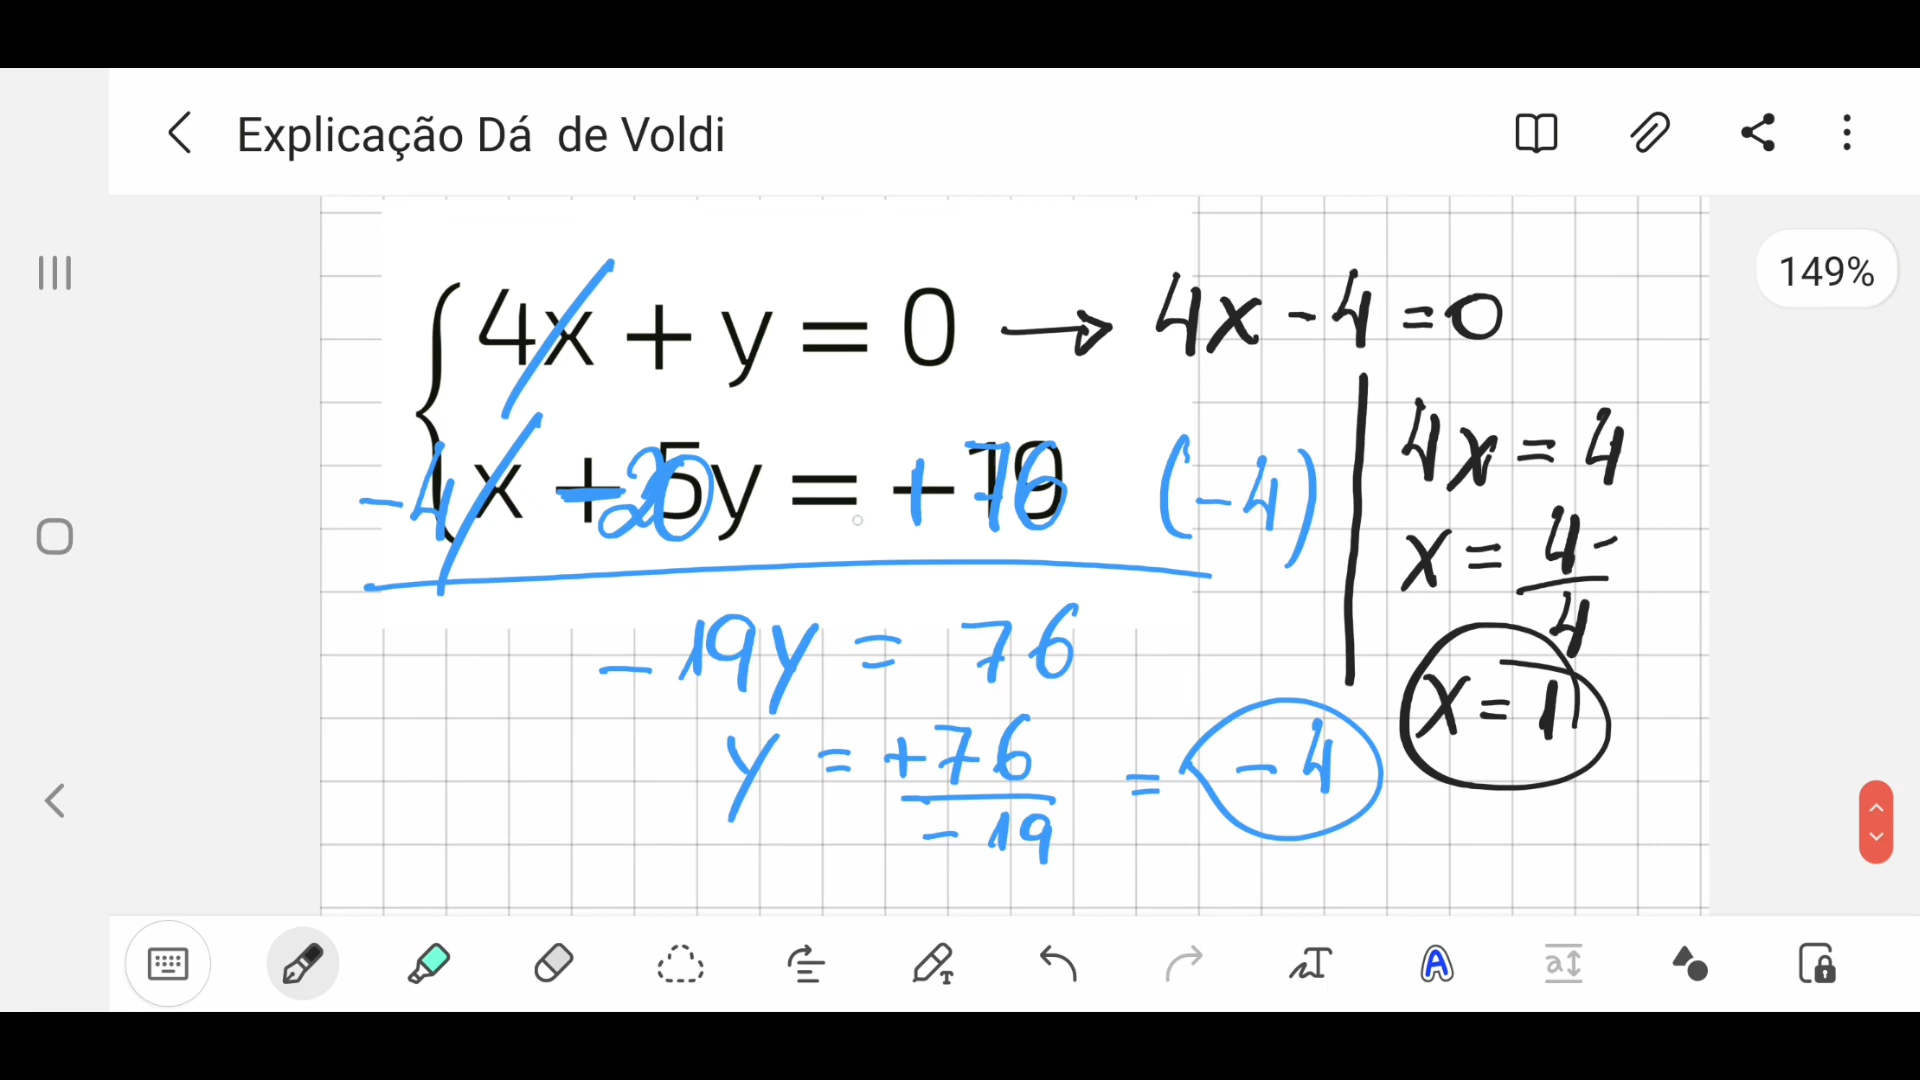 Explicação Dá de Voldi
149%
4x + y = 0 → 4x - 4 = 0
-4x - 20y = +76 (-4)
4x = 4
x = 4/4
x = 1
-19y = 76
y = +76/-19 = -4